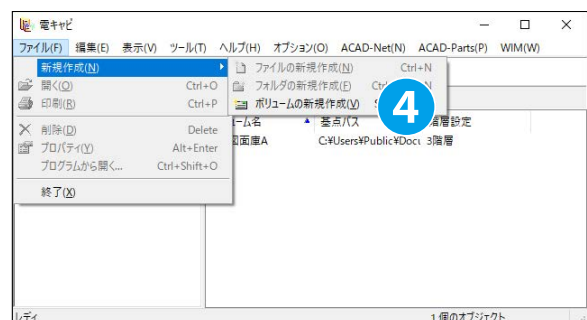 電キャビ
ファイル(F) 編集(E) 表示(V) ツール(T) ヘルプ(H) オプション(O) ACAD-Net(N) ACAD-Parts(P) WIM(W)
新規作成(N)
開く(O) Ctrl+O
印刷(R) Ctrl+P
削除(D) Delete
プロパティ(Y) Alt+Enter
プログラムから開く... Ctrl+Shift+O
終了(X)
ファイルの新規作成(N) Ctrl+N
フォルダの新規作成(F)
ボリュームの新規作成(V)
4
ーム名 基点パス 階層設定
図面庫A C:¥Users¥Public¥Docu 3階層
レディ 1 個のオブジェクト